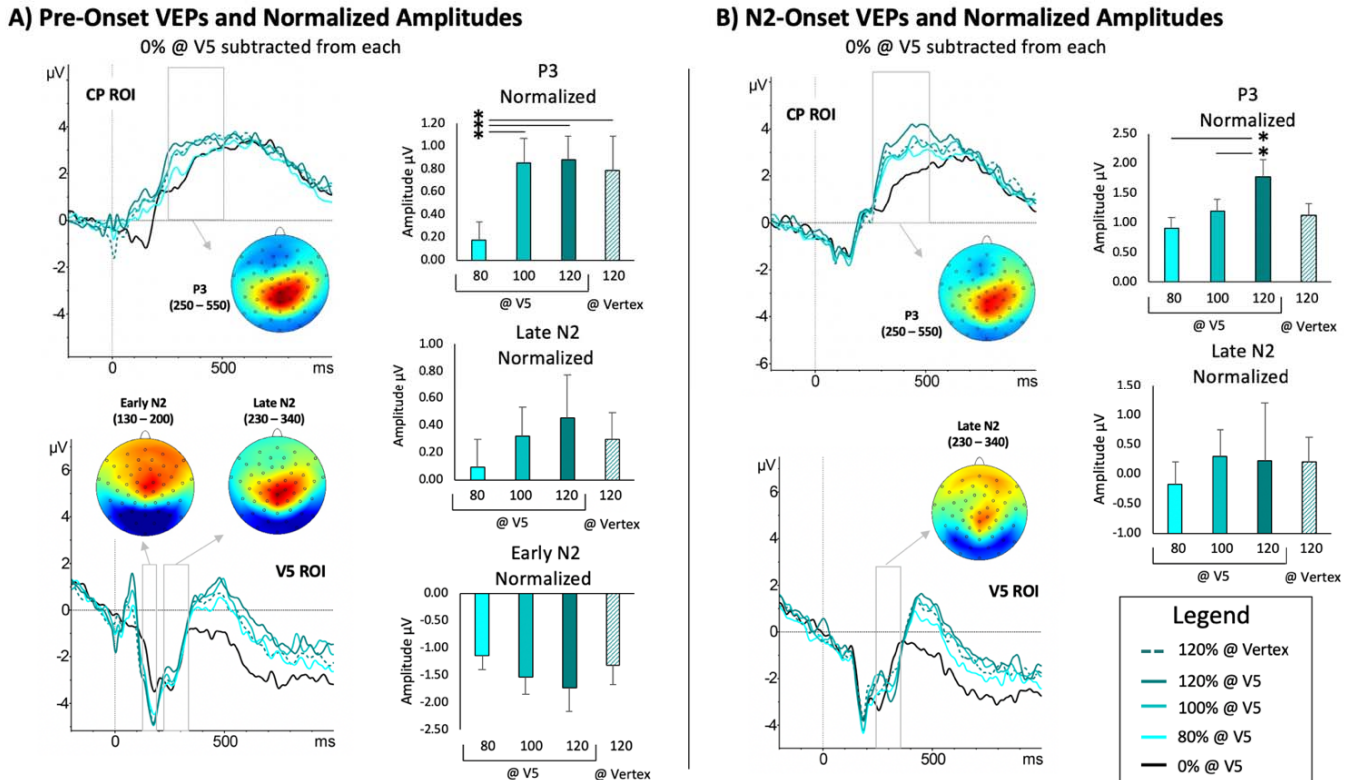 A) Pre-Onset VEPs and Normalized Amplitudes
0% @ V5 subtracted from each
μV
CP ROI
4
2
0
-2
-4
0
500
ms
P3
(250 – 550)
P3
Normalized
Amplitude μV
1.20
1.00
0.80
0.60
0.40
0.20
0.00
*
*
*
80
100
120
120
@ V5
@ Vertex
Late N2
Normalized
Amplitude μV
1.00
0.80
0.60
0.40
0.20
0.00
80
100
120
120
@ V5
@ Vertex
Early N2
(130 – 200)
Late N2
(230 – 340)
μV
6
4
2
0
-2
-4
V5 ROI
0
500
ms
Early N2
Normalized
Amplitude μV
0.00
-0.50
-1.00
-1.50
-2.00
-2.50
80
100
120
120
@ V5
@ Vertex
B) N2-Onset VEPs and Normalized Amplitudes
0% @ V5 subtracted from each
μV
CP ROI
4
2
0
-2
-4
-6
0
500
ms
P3
(250 – 550)
P3
Normalized
Amplitude μV
2.50
2.00
1.50
1.00
0.50
0.00
*
*
80
100
120
120
@ V5
@ Vertex
Late N2
Normalized
Amplitude μV
1.50
1.00
0.50
0.00
-0.50
-1.00
80
100
120
120
@ V5
@ Vertex
Late N2
(230 – 340)
μV
6
4
2
0
-2
-4
V5 ROI
0
500
ms
Legend
120% @ Vertex
120% @ V5
100% @ V5
80% @ V5
0% @ V5